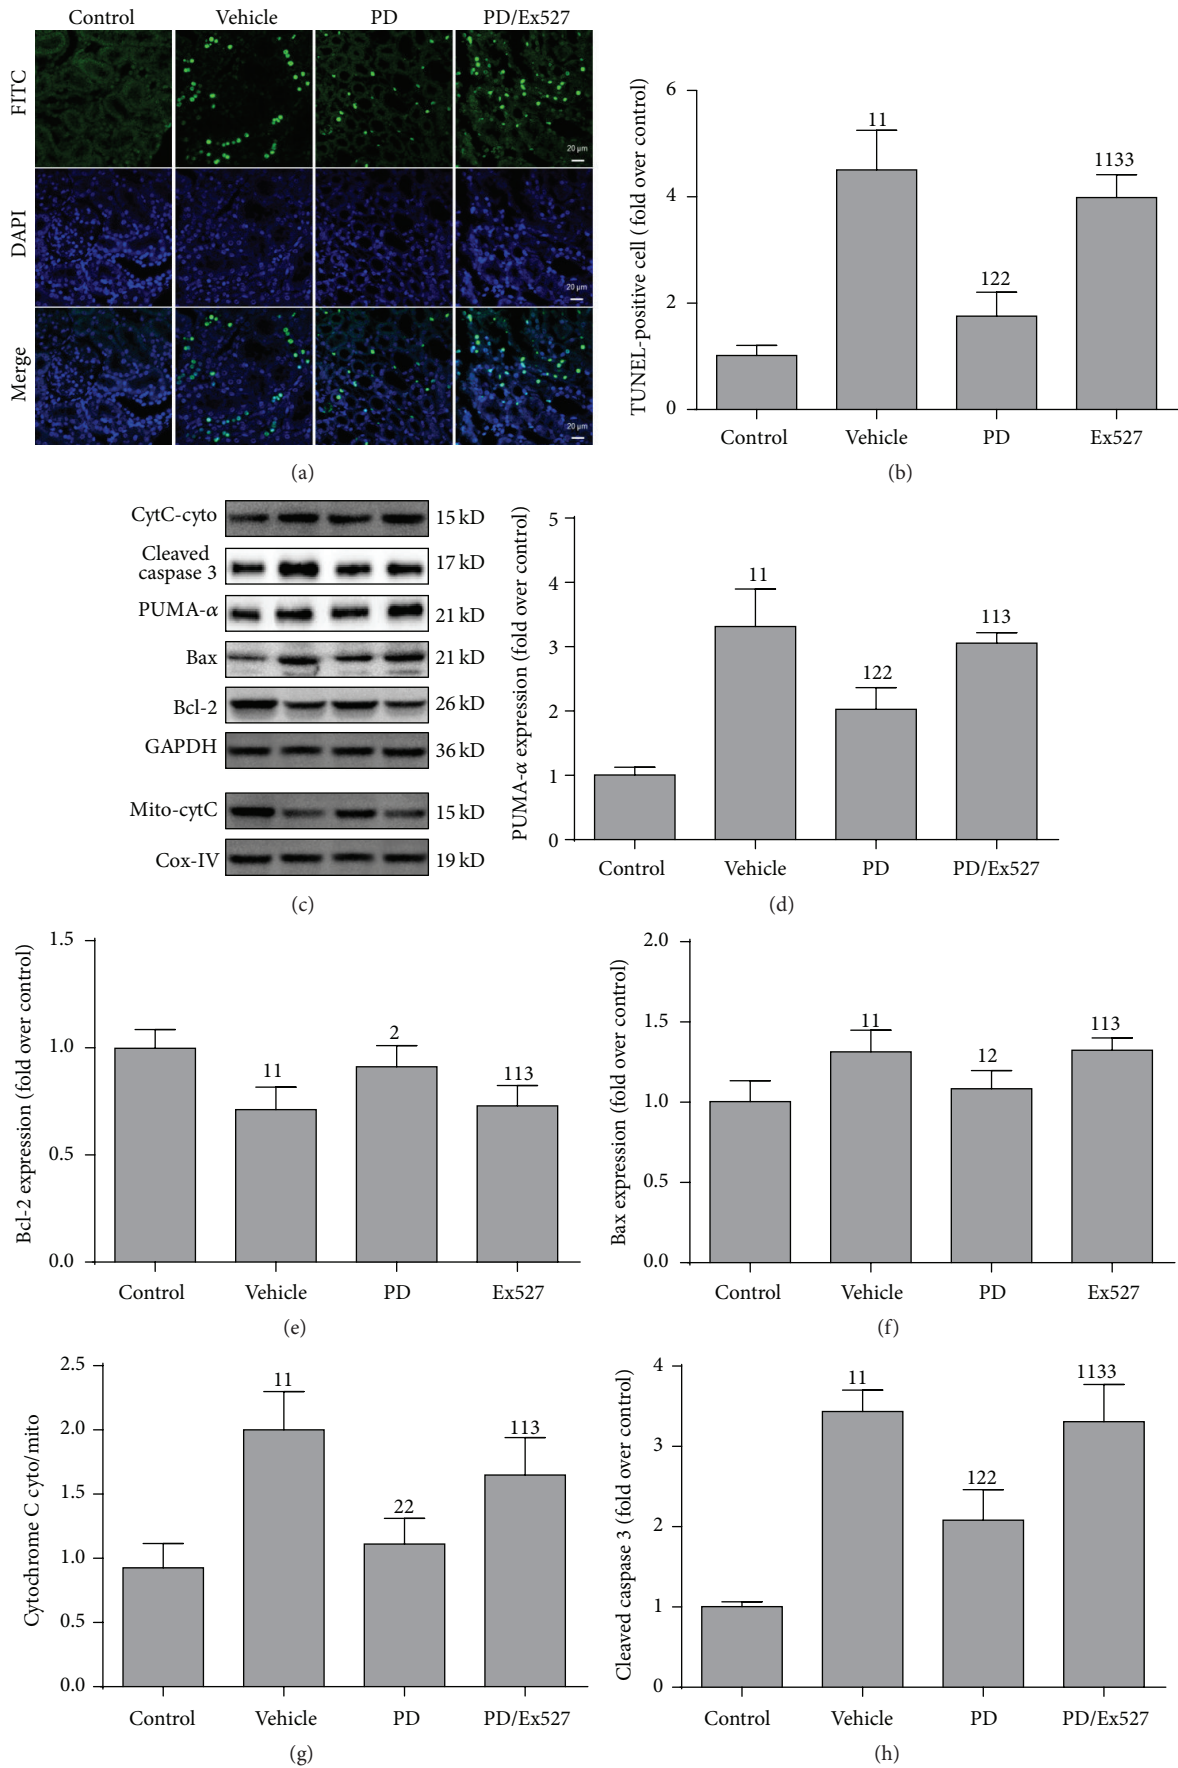 Control Vehicle PD PD/Ex527
FITC
20 μm
DAPI
20 μm
Merge
20 μm
(a)
TUNEL-positive cell (fold over control)
6
4
2
0
11
122
1133
Control Vehicle PD Ex527
(b)
CytC-cyto 15 kD
Cleaved
caspase 3 17 kD
PUMA-α 21 kD
Bax 21 kD
Bcl-2 26 kD
GAPDH 36 kD
Mito-cytC 15 kD
Cox-IV 19 kD
(c)
PUMA-α expression (fold over control)
5
4
3
2
1
0
11
122
113
Control Vehicle PD PD/Ex527
(d)
Bcl-2 expression (fold over control)
1.5
1.0
0.5
0.0
11
2
113
Control Vehicle PD Ex527
(e)
Bax expression (fold over control)
2.0
1.5
1.0
0.5
0.0
11
12
113
Control Vehicle PD Ex527
(f)
Cytochrome C cyto/mito
2.5
2.0
1.5
1.0
0.5
0.0
11
22
113
Control Vehicle PD PD/Ex527
(g)
Cleaved caspase 3 (fold over control)
4
3
2
1
0
11
122
1133
Control Vehicle PD PD/Ex527
(h)